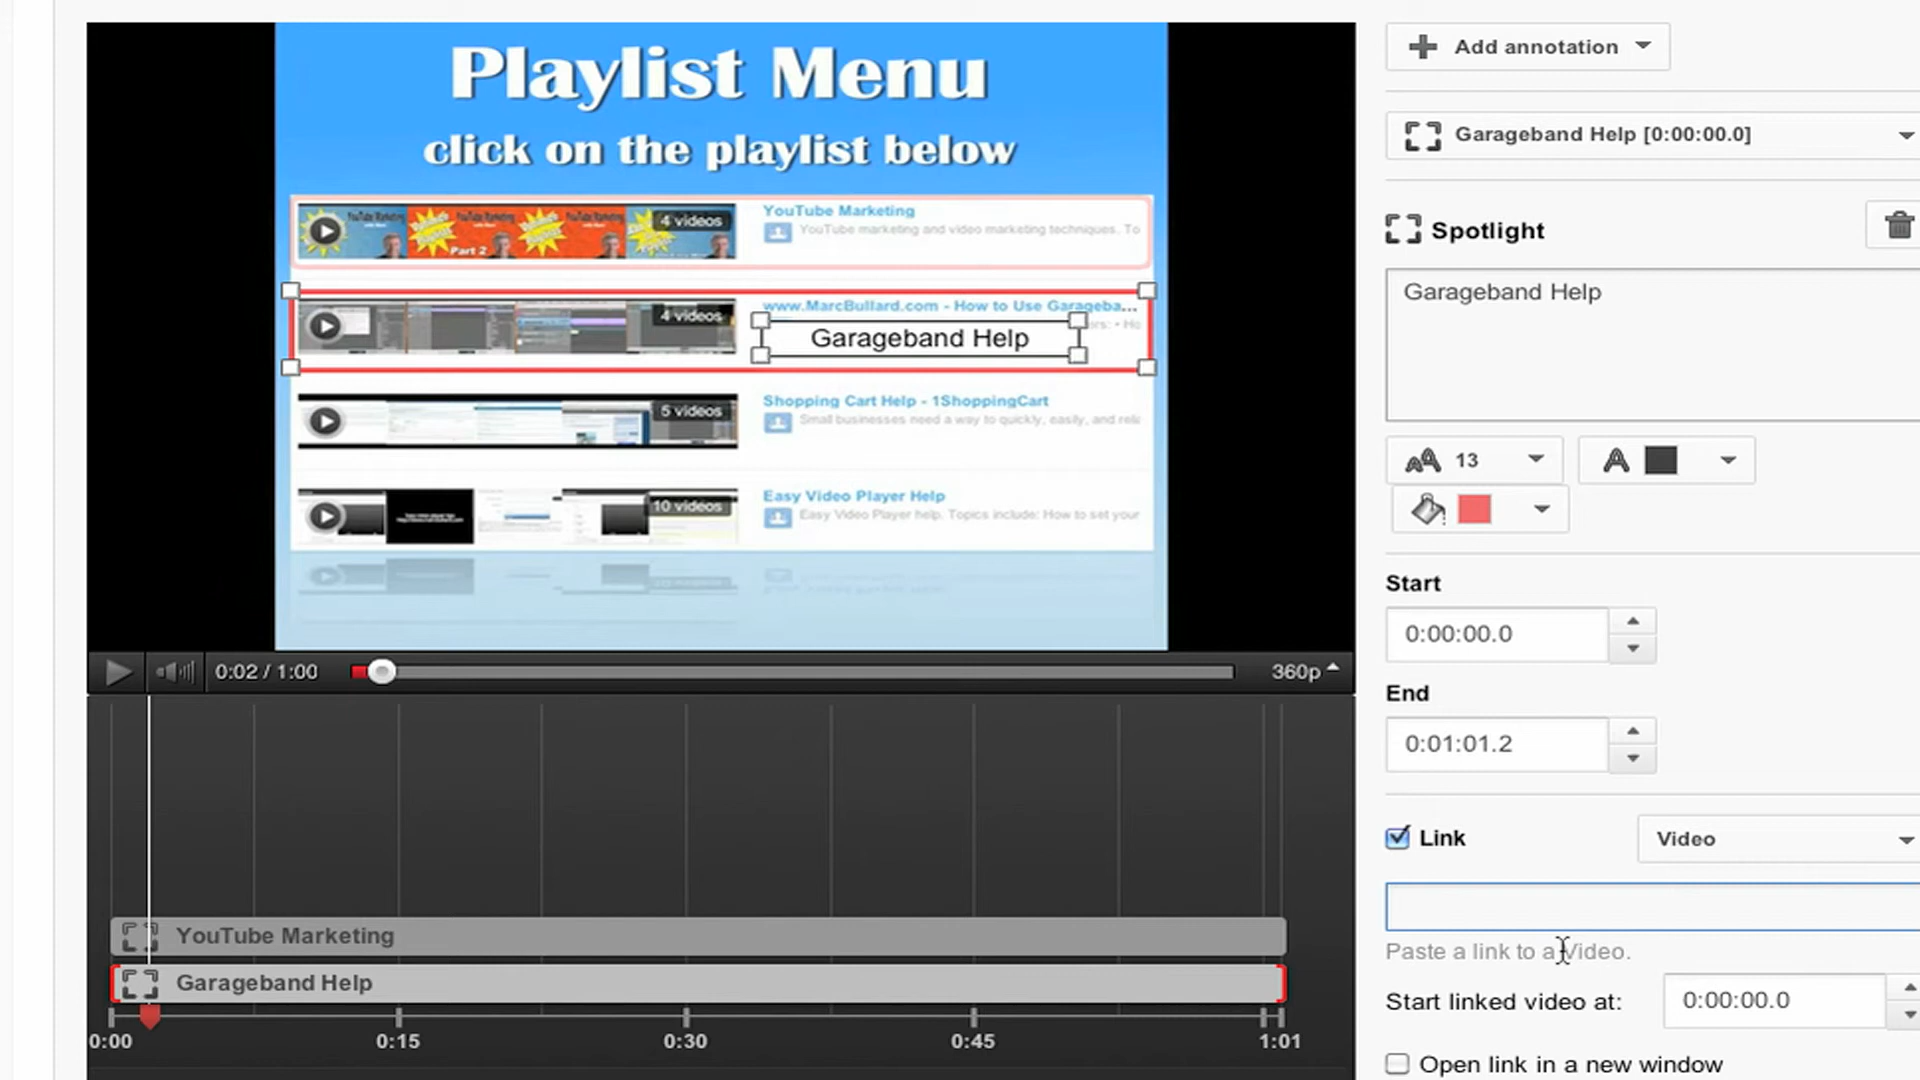 Playlist Menu
click on the playlist below
4 videos
YouTube Marketing
YouTube marketing and video marketing techniques. To
Part 2
4 videos
www.MarcBullard.com - How to Use Garageba...
Garageband Help
5 videos
Shopping Cart Help - 1ShoppingCart
Small businesses need a way to quickly, easily, and reli
10 videos
Easy Video Player Help
Easy Video Player help. Topics include: How to set your
0:02 / 1:00
360p
YouTube Marketing
Garageband Help
0:00
0:15
0:30
0:45
1:01
Add annotation
Garageband Help [0:00:00.0]
Spotlight
Garageband Help
13
Start
0:00:00.0
End
0:01:01.2
Link
Video
Paste a link to a Video.
Start linked video at:
0:00:00.0
Open link in a new window